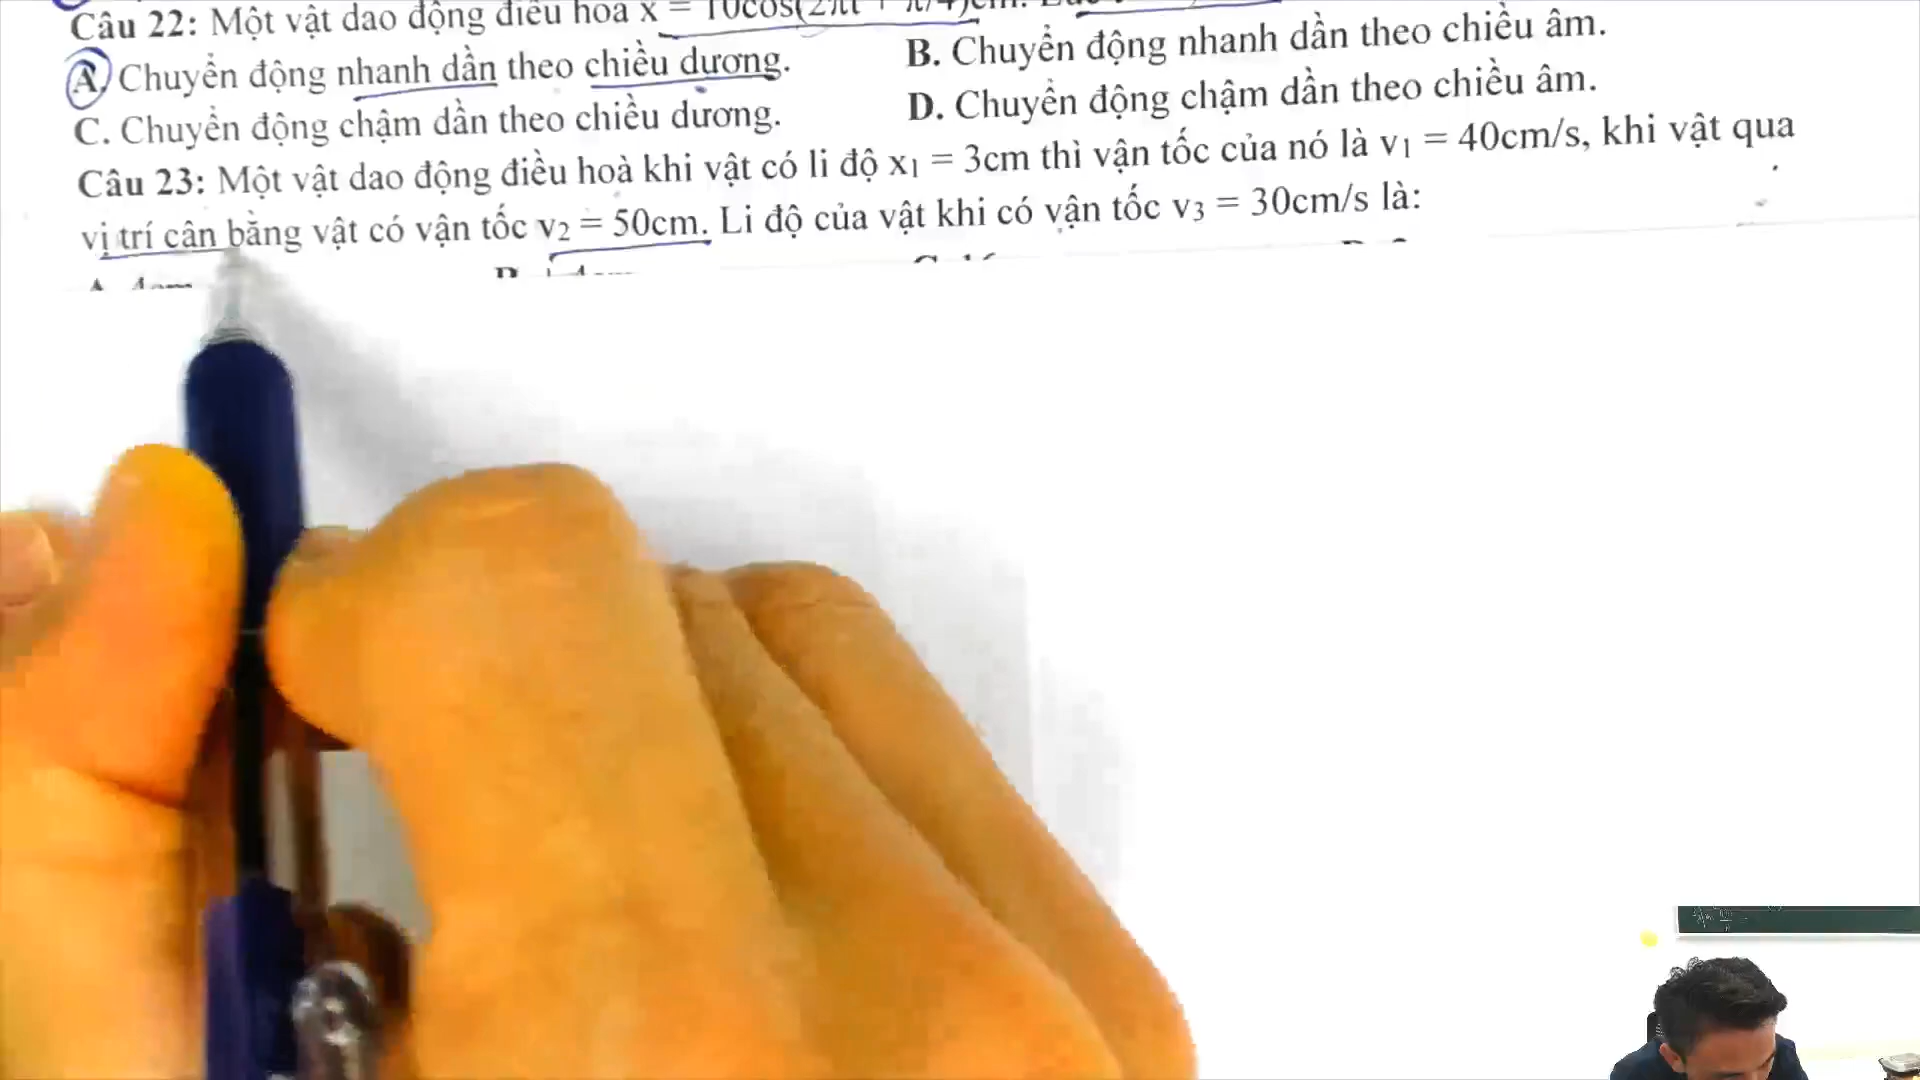 Câu 22: Một vật dao động điều hoà x = 10cos(2πt + π/4)cm.
A. Chuyển động nhanh dần theo chiều dương.
B. Chuyển động nhanh dần theo chiều âm.
C. Chuyển động chậm dần theo chiều dương.
D. Chuyển động chậm dần theo chiều âm.
Câu 23: Một vật dao động điều hoà khi vật có li độ x₁ = 3cm thì vận tốc của nó là v₁ = 40cm/s, khi vật qua
vị trí cân bằng vật có vận tốc v₂ = 50cm. Li độ của vật khi có vận tốc v₃ = 30cm/s là: